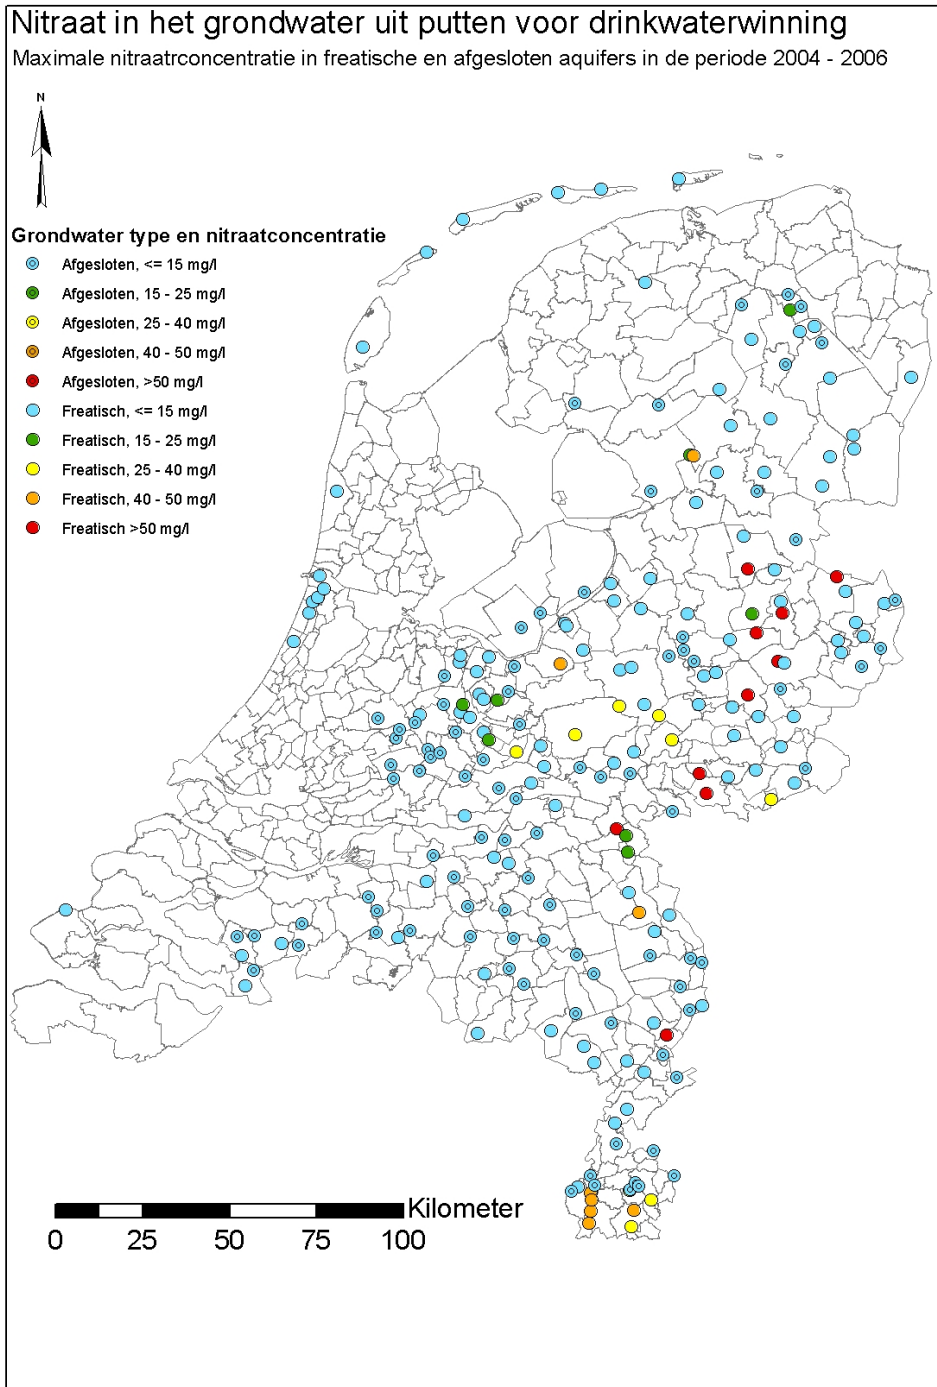 Nitraat in het grondwater uit putten voor drinkwaterwinning
Maximale nitraatrconcentratie in freatische en afgesloten aquifers in de periode 2004 - 2006
N
Grondwater type en nitraatconcentratie
Afgesloten, <= 15 mg/l
Afgesloten, 15 - 25 mg/l
Afgesloten, 25 - 40 mg/l
Afgesloten, 40 - 50 mg/l
Afgesloten, >50 mg/l
Freatisch, <= 15 mg/l
Freatisch, 15 - 25 mg/l
Freatisch, 25 - 40 mg/l
Freatisch, 40 - 50 mg/l
Freatisch >50 mg/l
Kilometer
0 25 50 75 100